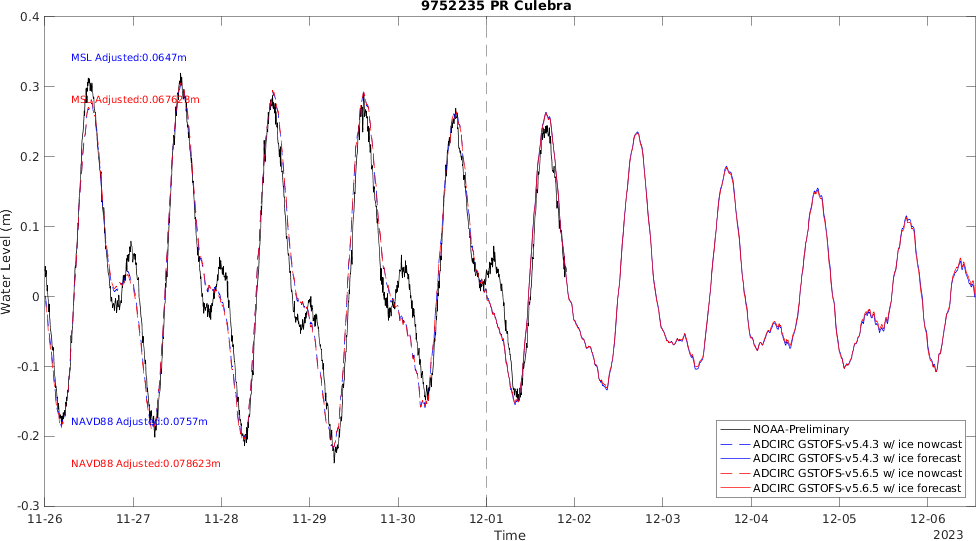 9752235 PR Culebra
0.4
MSL Adjusted:0.0647m
0.3
MSL Adjusted:0.067623m
0.2
0.1
Water Level (m)
0
-0.1
NAVD88 Adjusted:0.0757m
-0.2
NAVD88 Adjusted:0.078623m
-0.3
NOAA-Preliminary
ADCIRC GSTOFS-v5.4.3 w/ ice nowcast
ADCIRC GSTOFS-v5.4.3 w/ ice forecast
ADCIRC GSTOFS-v5.6.5 w/ ice nowcast
ADCIRC GSTOFS-v5.6.5 w/ ice forecast
11-26 11-27 11-28 11-29 11-30 12-01 12-02 12-03 12-04 12-05 12-06
Time
2023